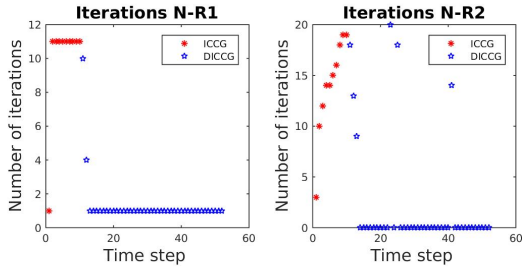 Iterations N-R1
Number of iterations
12
10
8
6
4
2
0
ICCG
DICCG
0 20 40 60
Time step
Iterations N-R2
Number of iterations
20
15
10
5
0
ICCG
DICCG
0 20 40 60
Time step